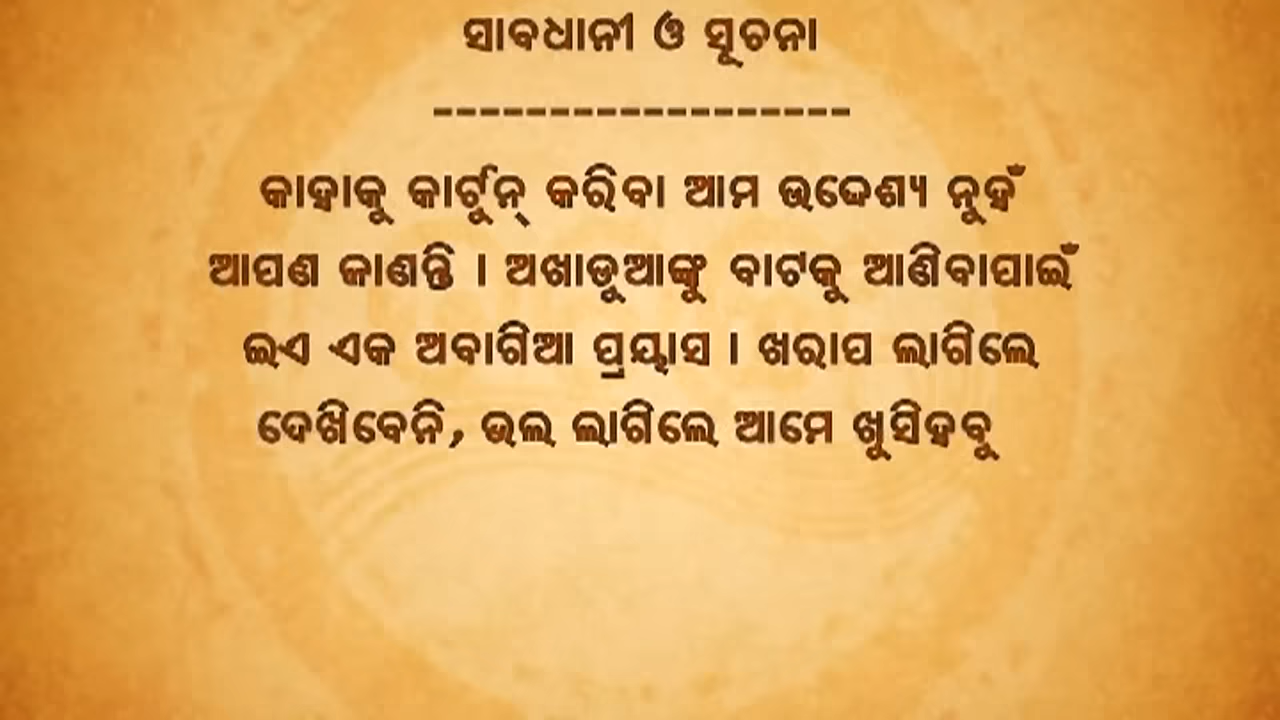 ସାବଧାନୀ ଓ ସୂଚନା
------------------
କାହାକୁ କାର୍ଟୁନ୍ କରିବା ଆମ ଉଦ୍ଦେଶ୍ୟ ନୁହଁ
ଆପଣ ଜାଣନ୍ତି । ଅଖାଡୁଆଙ୍କୁ ବାଟକୁ ଆଣିବାପାଇଁ
ଇଏ ଏକ ଅବାଗିଆ ପ୍ରୟାସ । ଖରାପ ଲାଗିଲେ
ଦେଖିବେନି, ଭଲ ଲାଗିଲେ ଆମେ ଖୁସିହବୁ